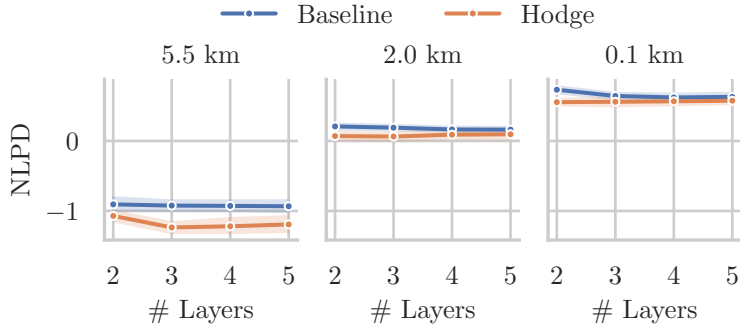 Baseline Hodge
5.5 km 2.0 km 0.1 km
NLPD
0
−1
2 3 4 5 2 3 4 5 2 3 4 5
# Layers # Layers # Layers